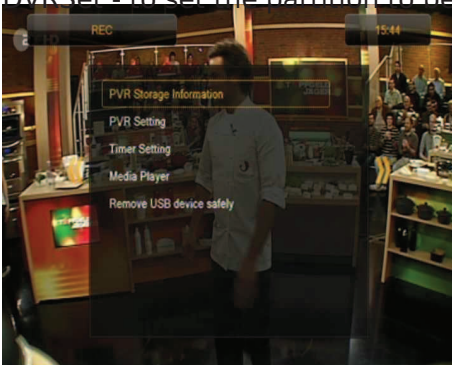 REC
15:44
PVR Storage Information
PVR Setting
Timer Setting
Media Player
Remove USB device safely